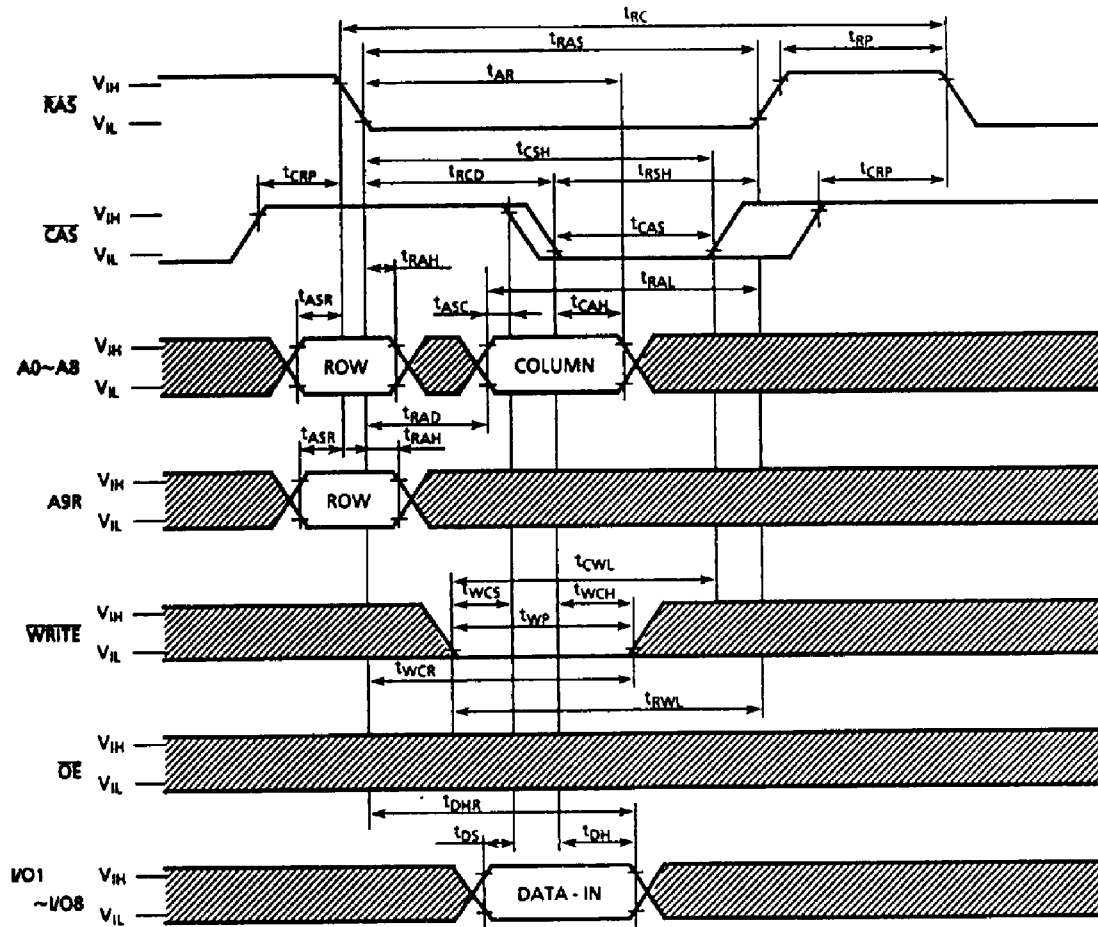 tRC
tRAS tRP
tAR
VIH
RAS
VIL
tCSH
tCRP tRCD tRSH tCRP
VIH
CAS tCAS
VIL
tRAH tRAL
tASR tASC tCAH
VIH
A0~A8 ROW COLUMN
VIL
tRAD
tASR tRAH
VIH
A9R ROW
VIL
tCWL
tWCS tWCH
VIH tWP
WRITE
VIL
tWCR
tRWL
VIH
OE
VIL
tDHR
tDS tDH
I/O1 VIH
DATA - IN
~I/O8 VIL